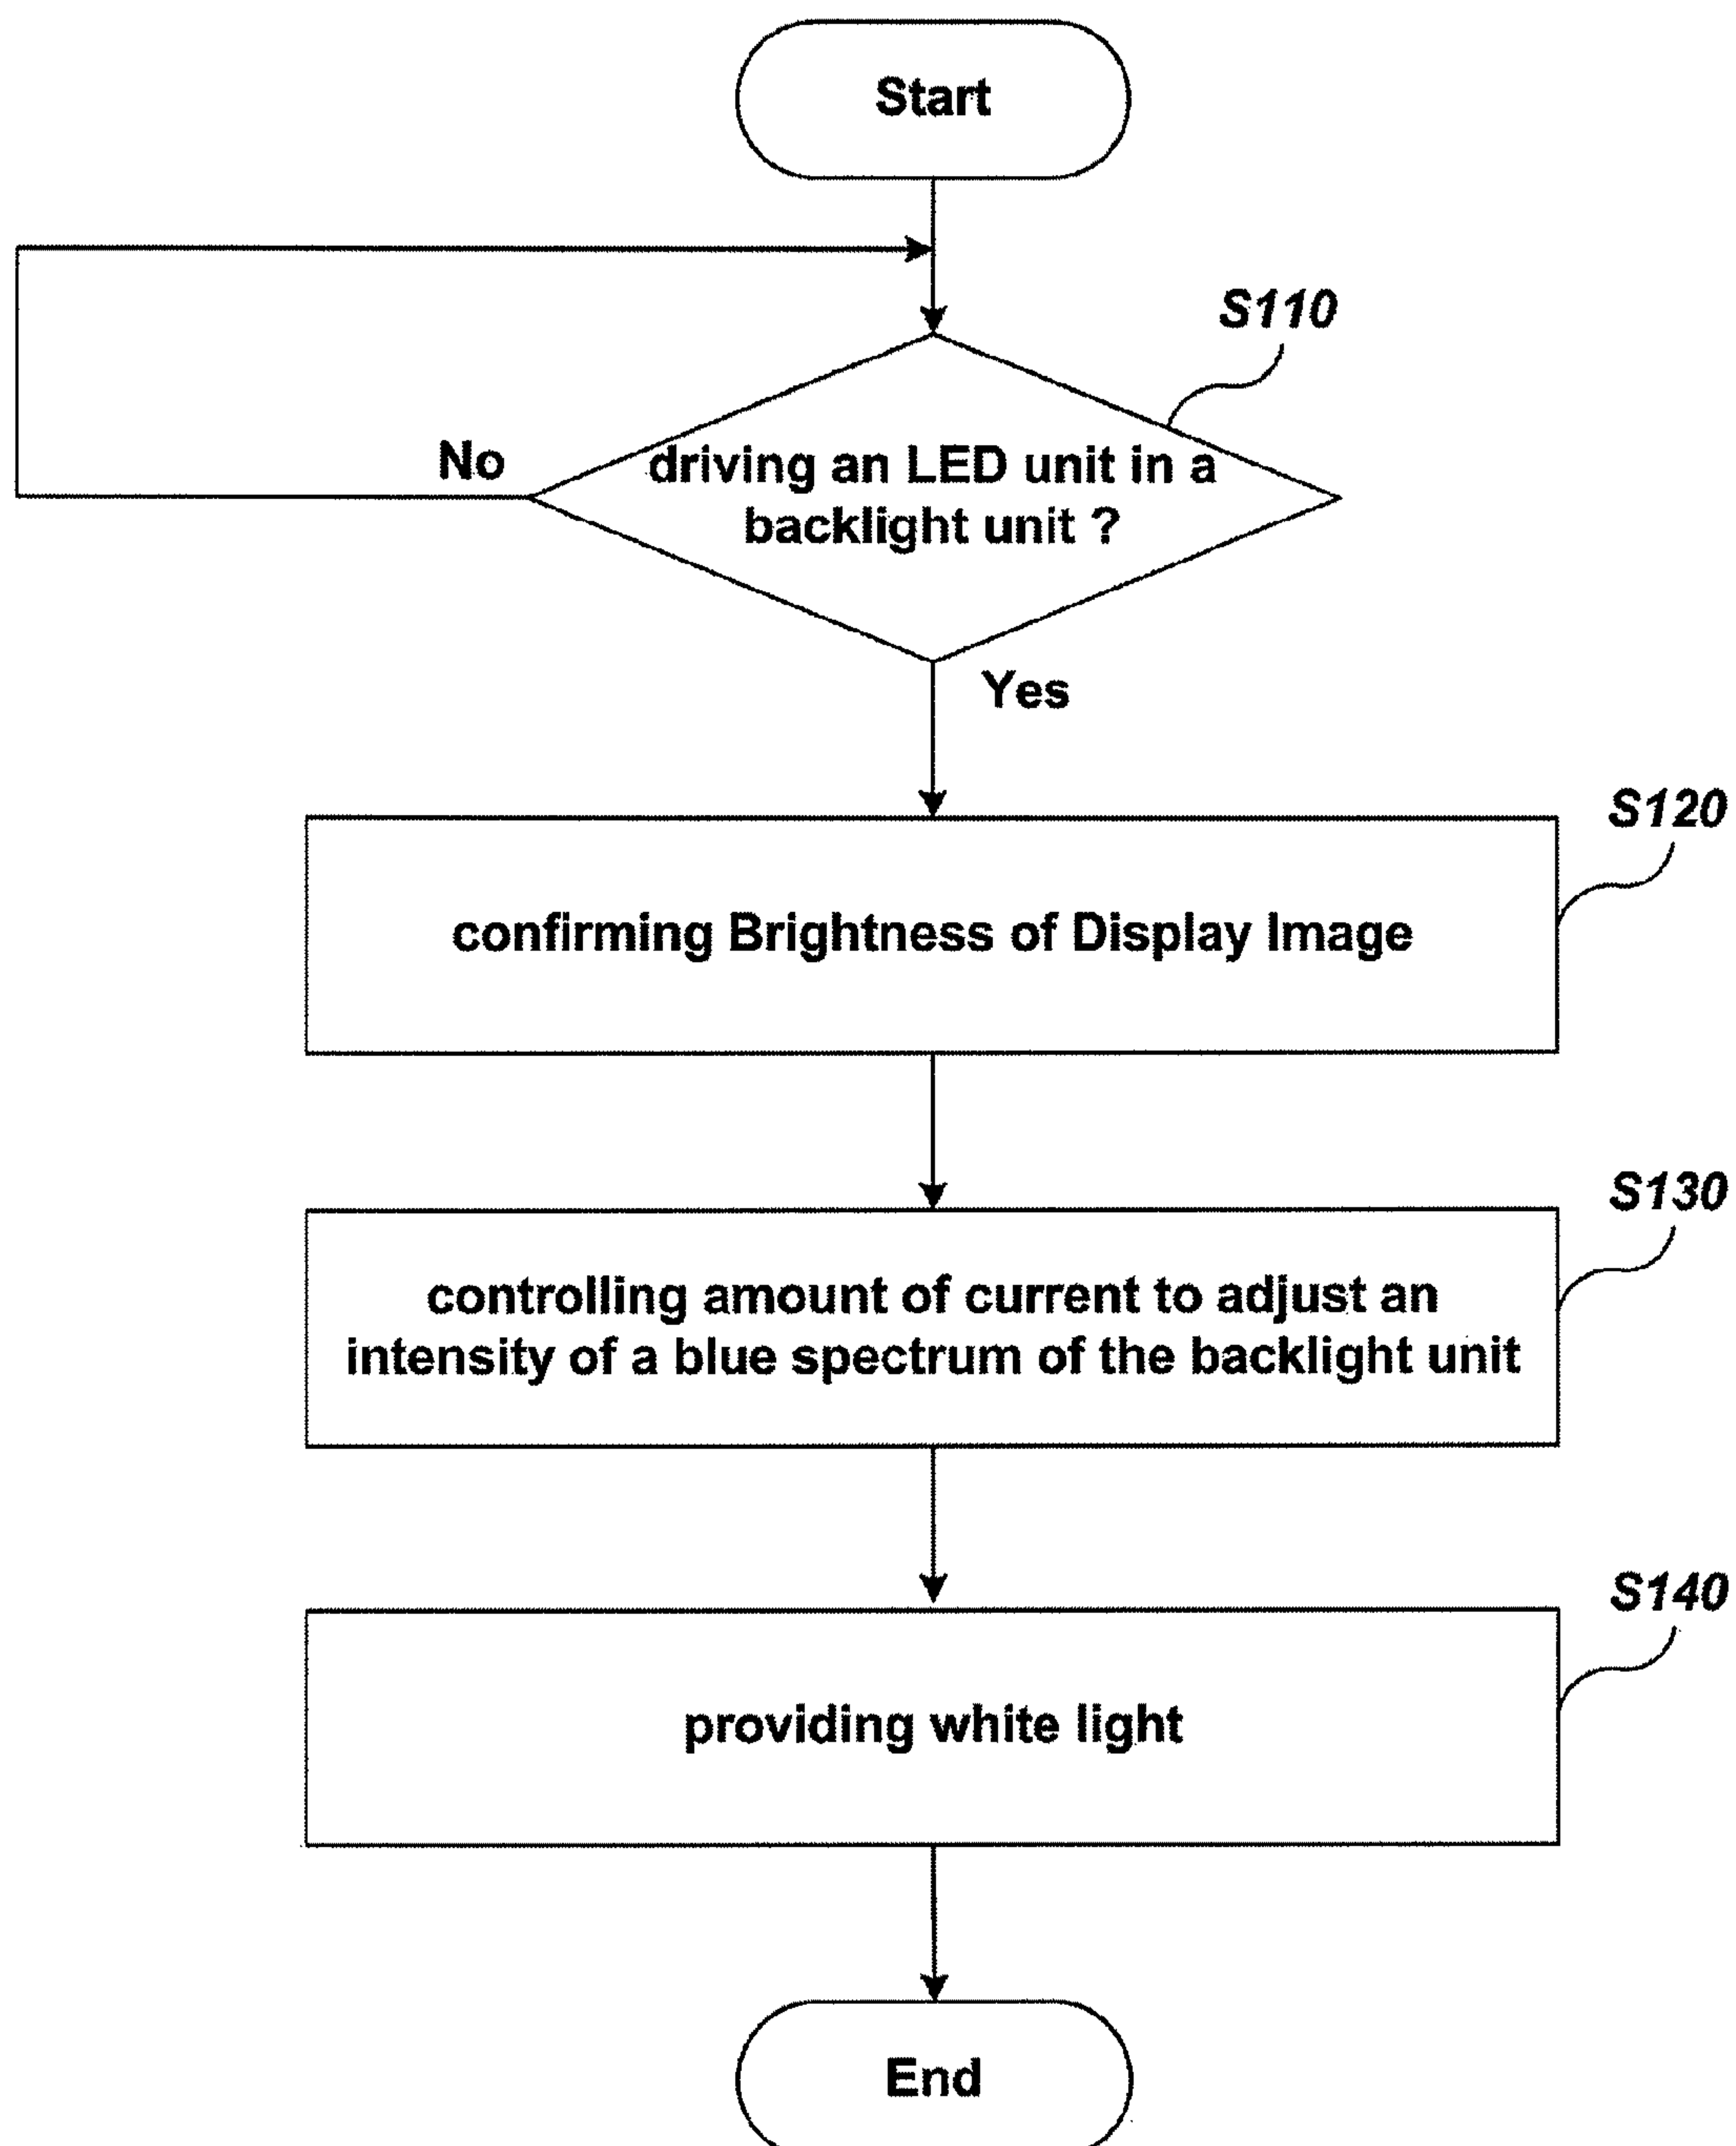 Start
S110
No
driving an LED unit in a
backlight unit ?
Yes
S120
confirming Brightness of Display Image
S130
controlling amount of current to adjust an
intensity of a blue spectrum of the backlight unit
S140
providing white light
End